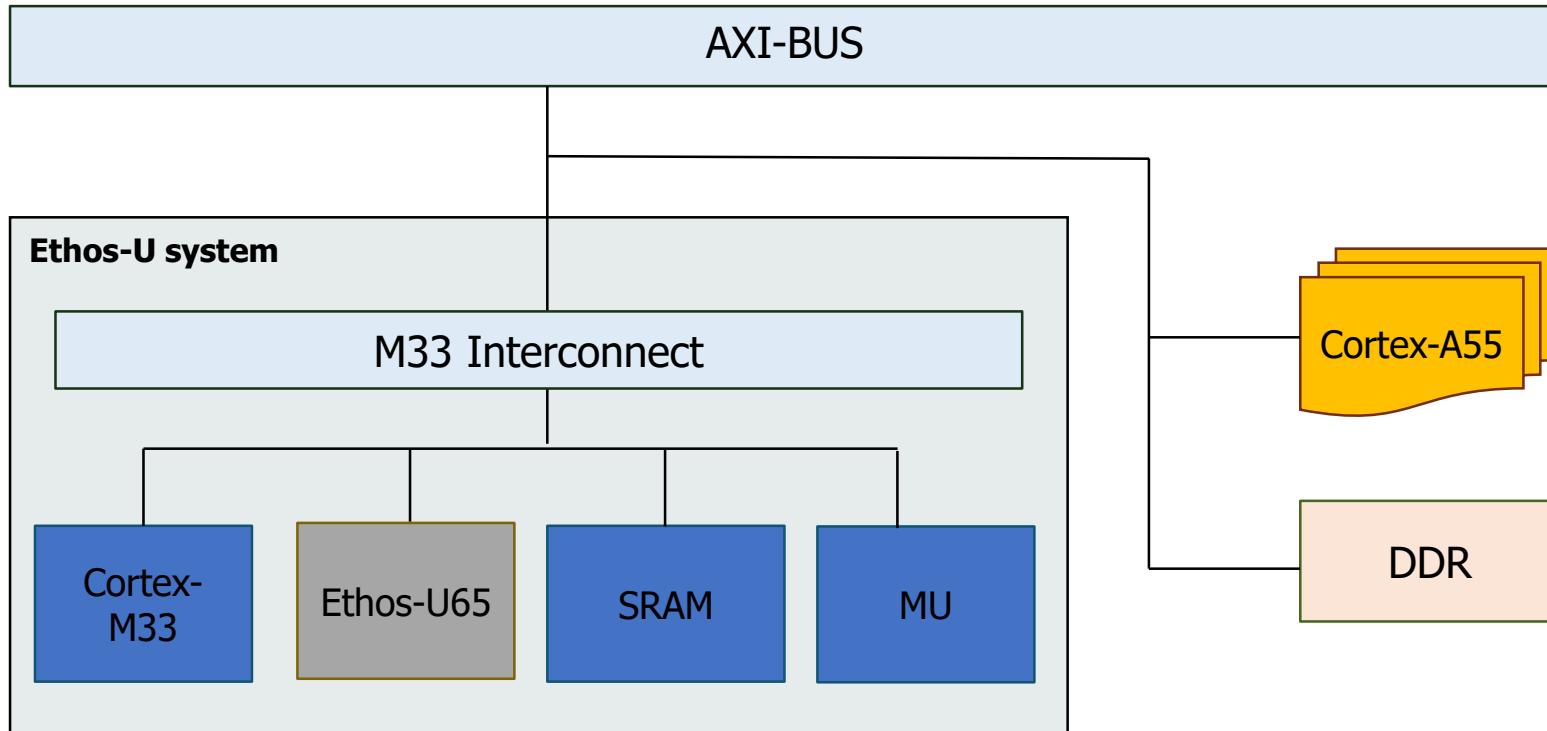 AXI-BUS
Ethos-U system
M33 Interconnect
Cortex-A55
Cortex-
M33
Ethos-U65
SRAM
MU
DDR